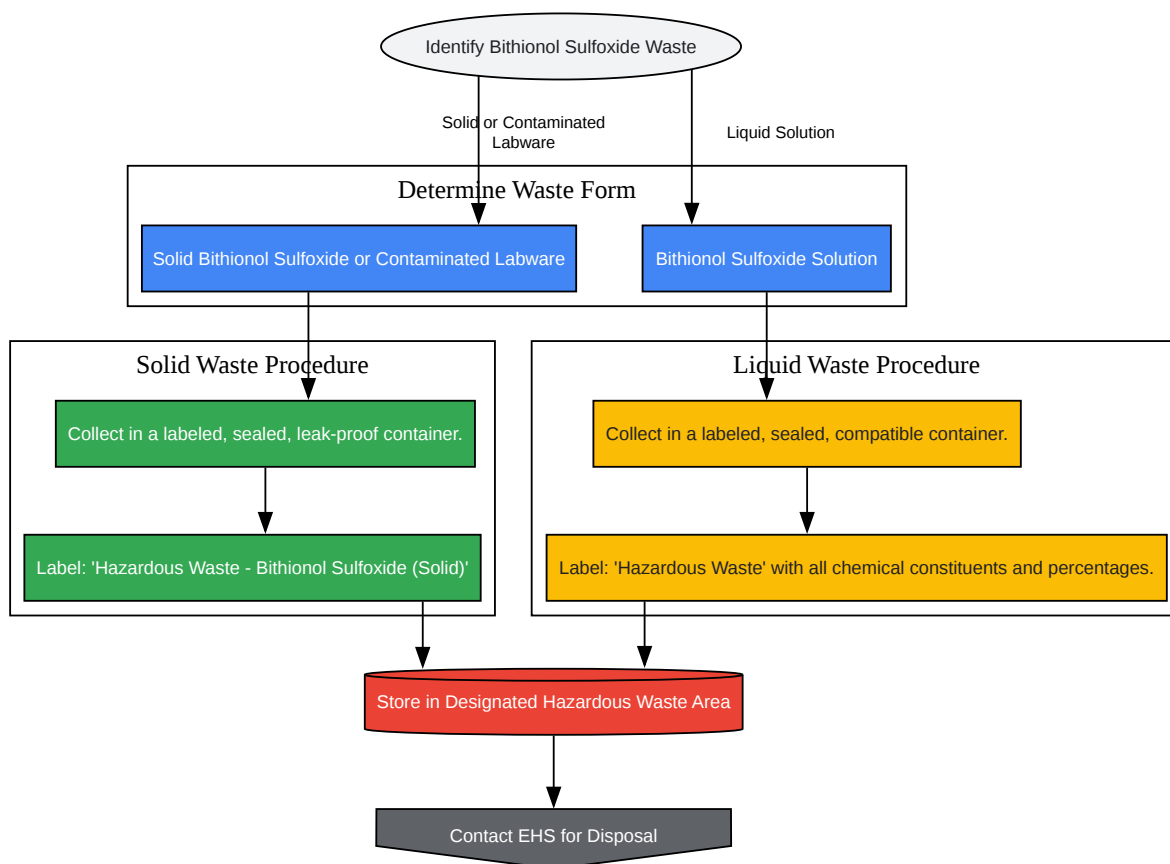 Identify Bithionol Sulfoxide Waste
Solid or Contaminated
Labware
Liquid Solution
Determine Waste Form
Solid Bithionol Sulfoxide or Contaminated Labware
Bithionol Sulfoxide Solution
Solid Waste Procedure
Liquid Waste Procedure
Collect in a labeled, sealed, leak-proof container.
Collect in a labeled, sealed, compatible container.
Label: 'Hazardous Waste - Bithionol Sulfoxide (Solid)'
Label: 'Hazardous Waste' with all chemical constituents and percentages.
Store in Designated Hazardous Waste Area
Contact EHS for Disposal